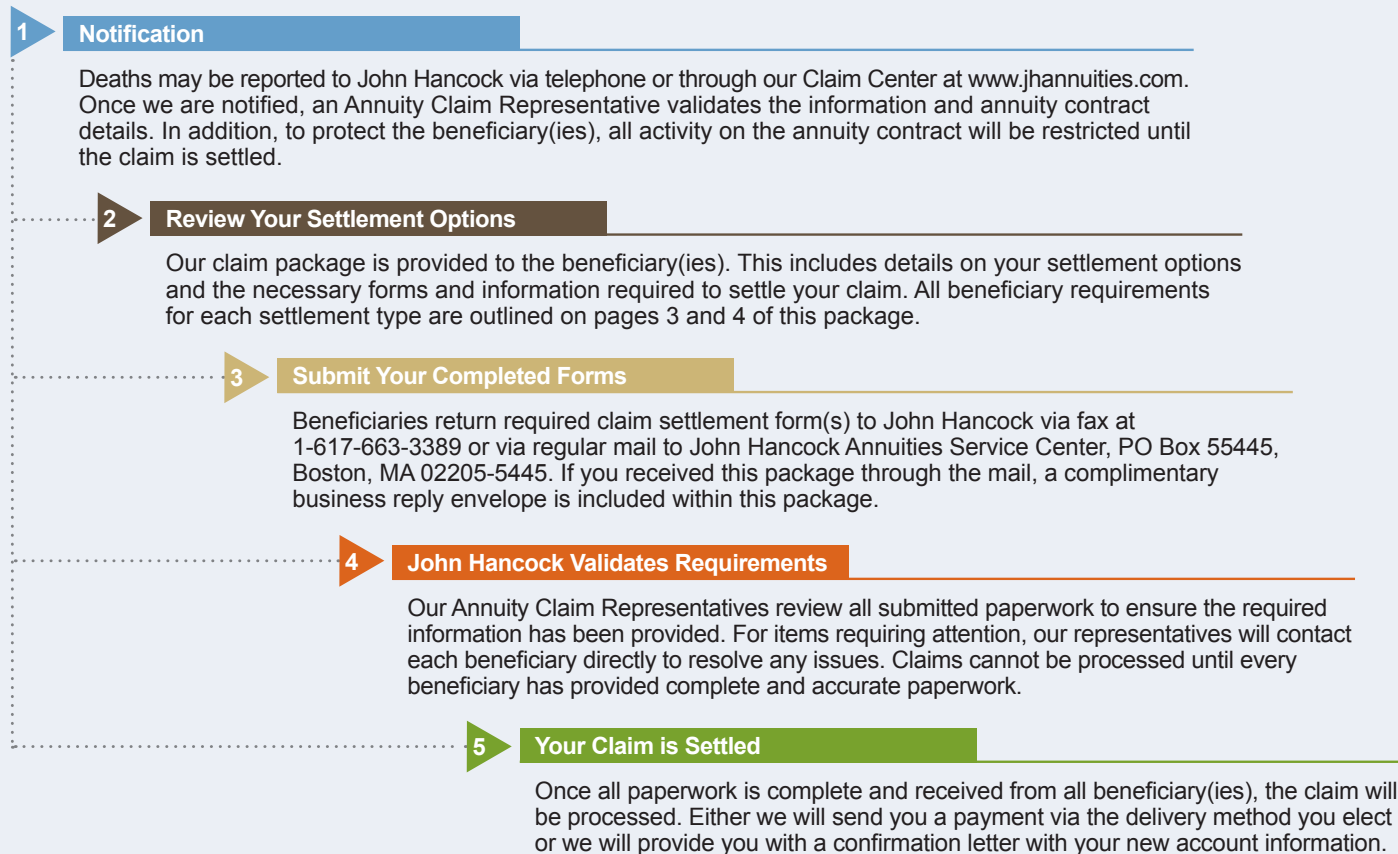 1
Notification
Deaths may be reported to John Hancock via telephone or through our Claim Center at www.jhannuities.com.
Once we are notified, an Annuity Claim Representative validates the information and annuity contract
details. In addition, to protect the beneficiary(ies), all activity on the annuity contract will be restricted until
the claim is settled.
2
Review Your Settlement Options
Our claim package is provided to the beneficiary(ies). This includes details on your settlement options
and the necessary forms and information required to settle your claim. All beneficiary requirements
for each settlement type are outlined on pages 3 and 4 of this package.
3
Submit Your Completed Forms
Beneficiaries return required claim settlement form(s) to John Hancock via fax at
1-617-663-3389 or via regular mail to John Hancock Annuities Service Center, PO Box 55445,
Boston, MA 02205-5445. If you received this package through the mail, a complimentary
business reply envelope is included within this package.
4
John Hancock Validates Requirements
Our Annuity Claim Representatives review all submitted paperwork to ensure the required
information has been provided. For items requiring attention, our representatives will contact
each beneficiary directly to resolve any issues. Claims cannot be processed until every
beneficiary has provided complete and accurate paperwork.
5
Your Claim is Settled
Once all paperwork is complete and received from all beneficiary(ies), the claim will
be processed. Either we will send you a payment via the delivery method you elect
or we will provide you with a confirmation letter with your new account information.